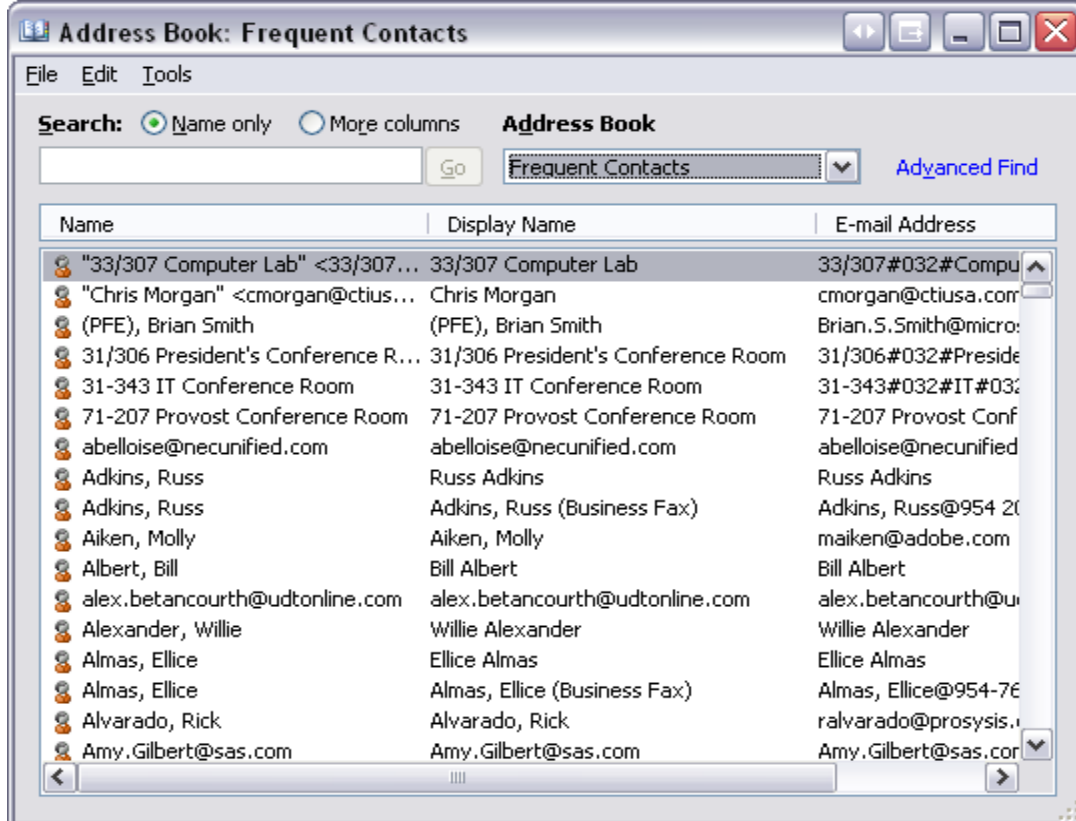 Address Book: Frequent Contacts
File Edit Tools
Search: Name only More columns Address Book
Go Frequent Contacts Advanced Find
Name Display Name E-mail Address
"33/307 Computer Lab" <33/307... 33/307 Computer Lab 33/307#032#Compu
"Chris Morgan" <cmorgan@ctius... Chris Morgan cmorgan@ctiusa.com
(PFE), Brian Smith (PFE), Brian Smith Brian.S.Smith@micro
31/306 President's Conference R... 31/306 President's Conference Room 31/306#032#Preside
31-343 IT Conference Room 31-343 IT Conference Room 31-343#032#IT#032
71-207 Provost Conference Room 71-207 Provost Conference Room 71-207 Provost Conf
abelloise@necunified.com abelloise@necunified.com abelloise@necunified
Adkins, Russ Russ Adkins Russ Adkins
Adkins, Russ Adkins, Russ (Business Fax) Adkins, Russ@954 20
Aiken, Molly Aiken, Molly maiken@adobe.com
Albert, Bill Bill Albert Bill Albert
alex.betancourth@udtonline.com alex.betancourth@udtonline.com alex.betancourth@u
Alexander, Willie Willie Alexander Willie Alexander
Almas, Ellice Ellice Almas Ellice Almas
Almas, Ellice Almas, Ellice (Business Fax) Almas, Ellice@954-76
Alvarado, Rick Alvarado, Rick ralvarado@prosysis.
Amy.Gilbert@sas.com Amy.Gilbert@sas.com Amy.Gilbert@sas.cor